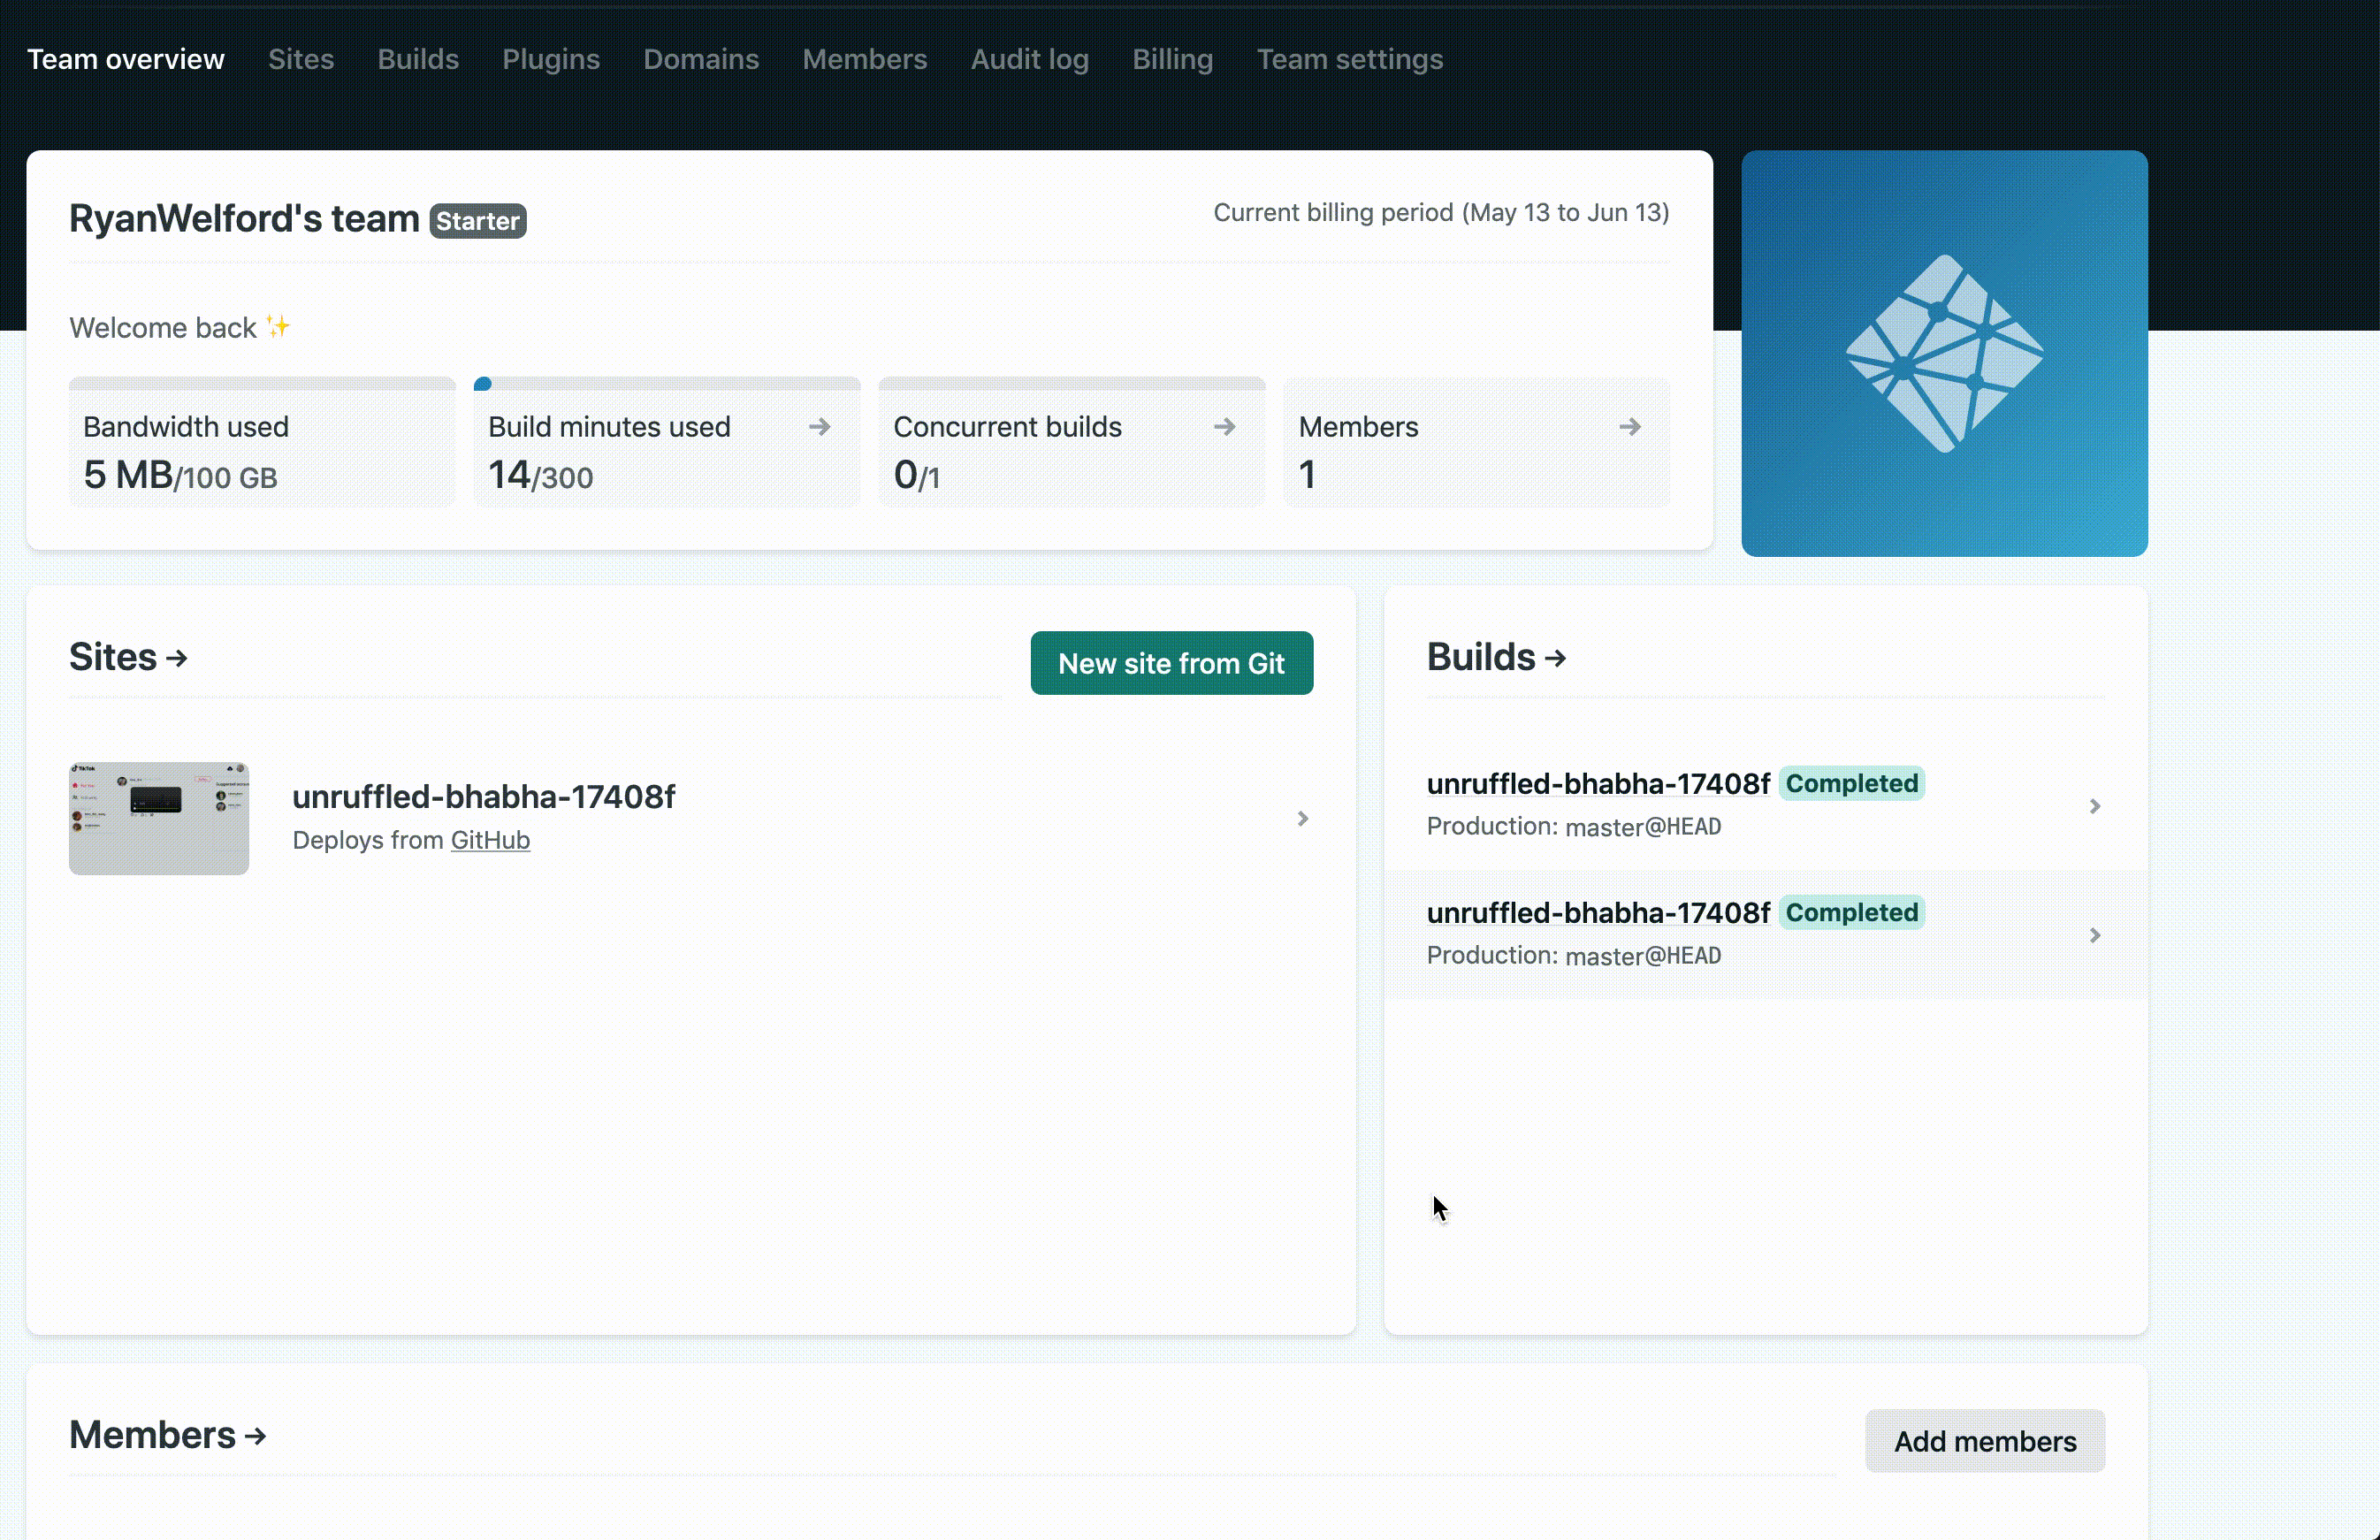 Team overview Sites Builds Plugins Domains Members Audit log Billing Team settings
RyanWelford's team Starter
Current billing period (May 13 to Jun 13)
Welcome back ✨
Bandwidth used
5 MB/100 GB
Build minutes used →
14/300
Concurrent builds →
0/1
Members →
1
Sites →
New site from Git
TikTok
unruffled-bhabha-17408f
Deploys from GitHub
Builds →
unruffled-bhabha-17408f Completed
Production: master@HEAD
unruffled-bhabha-17408f Completed
Production: master@HEAD
Members →
Add members